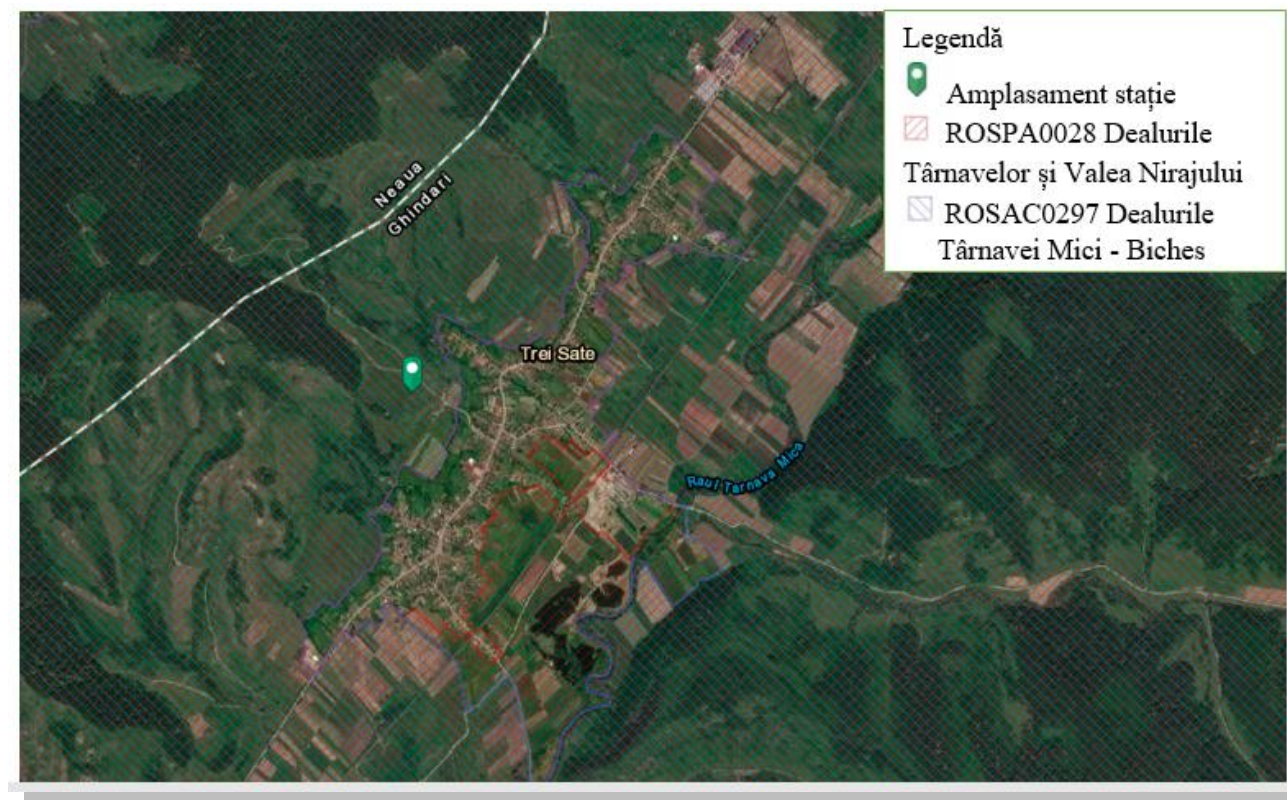 Legendă
Amplasament stație
ROSPA0028 Dealurile
Târnavelor și Valea Nirajului
ROSAC0297 Dealurile
Târnavei Mici - Biches
Neaua
Ghindari
Trei Sate
Raul Tarnava Mica